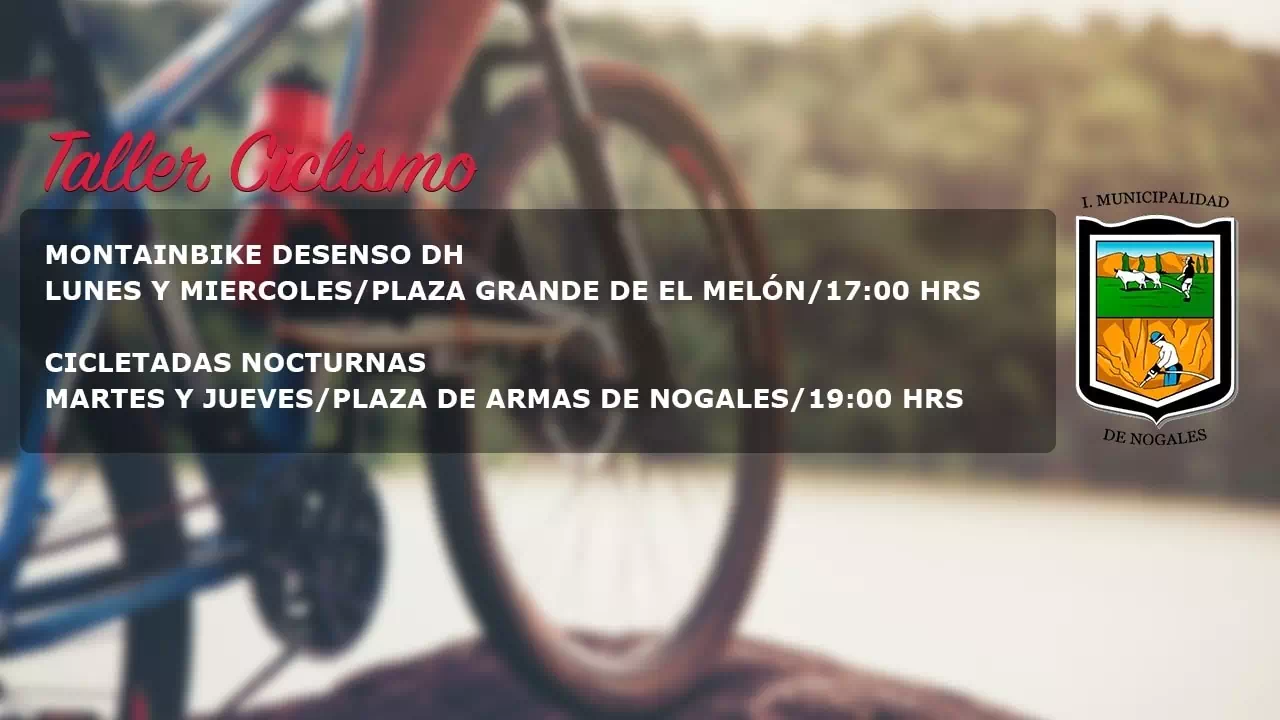 Taller Ciclismo
MONTAINBIKE DESENSO DH
LUNES Y MIERCOLES/PLAZA GRANDE DE EL MELÓN/17:00 HRS
CICLETADAS NOCTURNAS
MARTES Y JUEVES/PLAZA DE ARMAS DE NOGALES/19:00 HRS
I. MUNICIPALIDAD
DE NOGALES